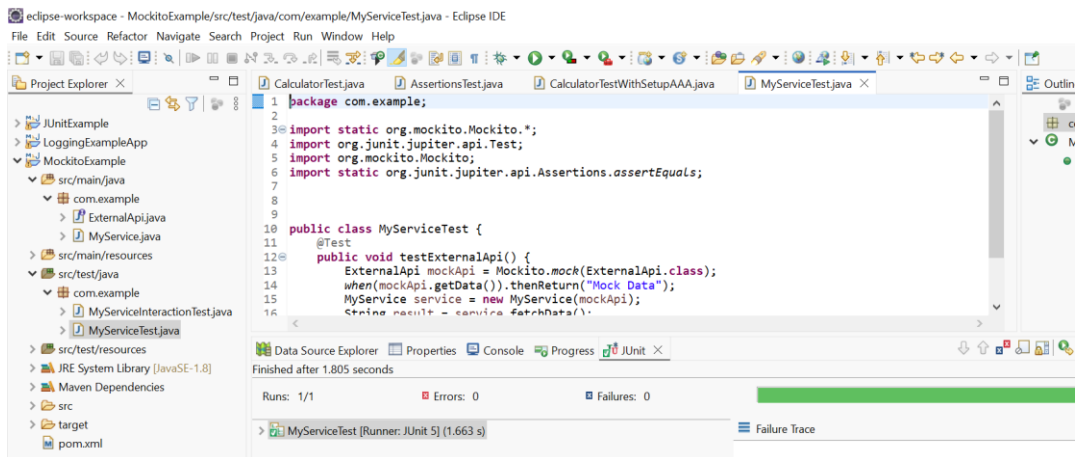 eclipse-workspace - MockitoExample/src/test/java/com/example/MyServiceTest.java - Eclipse IDE
File Edit Source Refactor Navigate Search Project Run Window Help
Project Explorer
CalculatorTest.java AssertionsTest.java CalculatorTestWithSetupAAA.java MyServiceTest.java
Outlin
JUnitExample
LoggingExampleApp
MockitoExample
src/main/java
com.example
ExternalApi.java
MyService.java
src/main/resources
src/test/java
com.example
MyServiceInteractionTest.java
MyServiceTest.java
src/test/resources
JRE System Library [JavaSE-1.8]
Maven Dependencies
src
target
pom.xml
1 package com.example;
2
3 import static org.mockito.Mockito.*;
4 import org.junit.jupiter.api.Test;
5 import org.mockito.Mockito;
6 import static org.junit.jupiter.api.Assertions.assertEquals;
7
8
9
10 public class MyServiceTest {
11 @Test
12 public void testExternalApi() {
13 ExternalApi mockApi = Mockito.mock(ExternalApi.class);
14 when(mockApi.getData()).thenReturn("Mock Data");
15 MyService service = new MyService(mockApi);
16 String result = service.fetchData();
Data Source Explorer Properties Console Progress JUnit
Finished after 1.805 seconds
Runs: 1/1 Errors: 0 Failures: 0
MyServiceTest [Runner: JUnit 5] (1.663 s)
Failure Trace